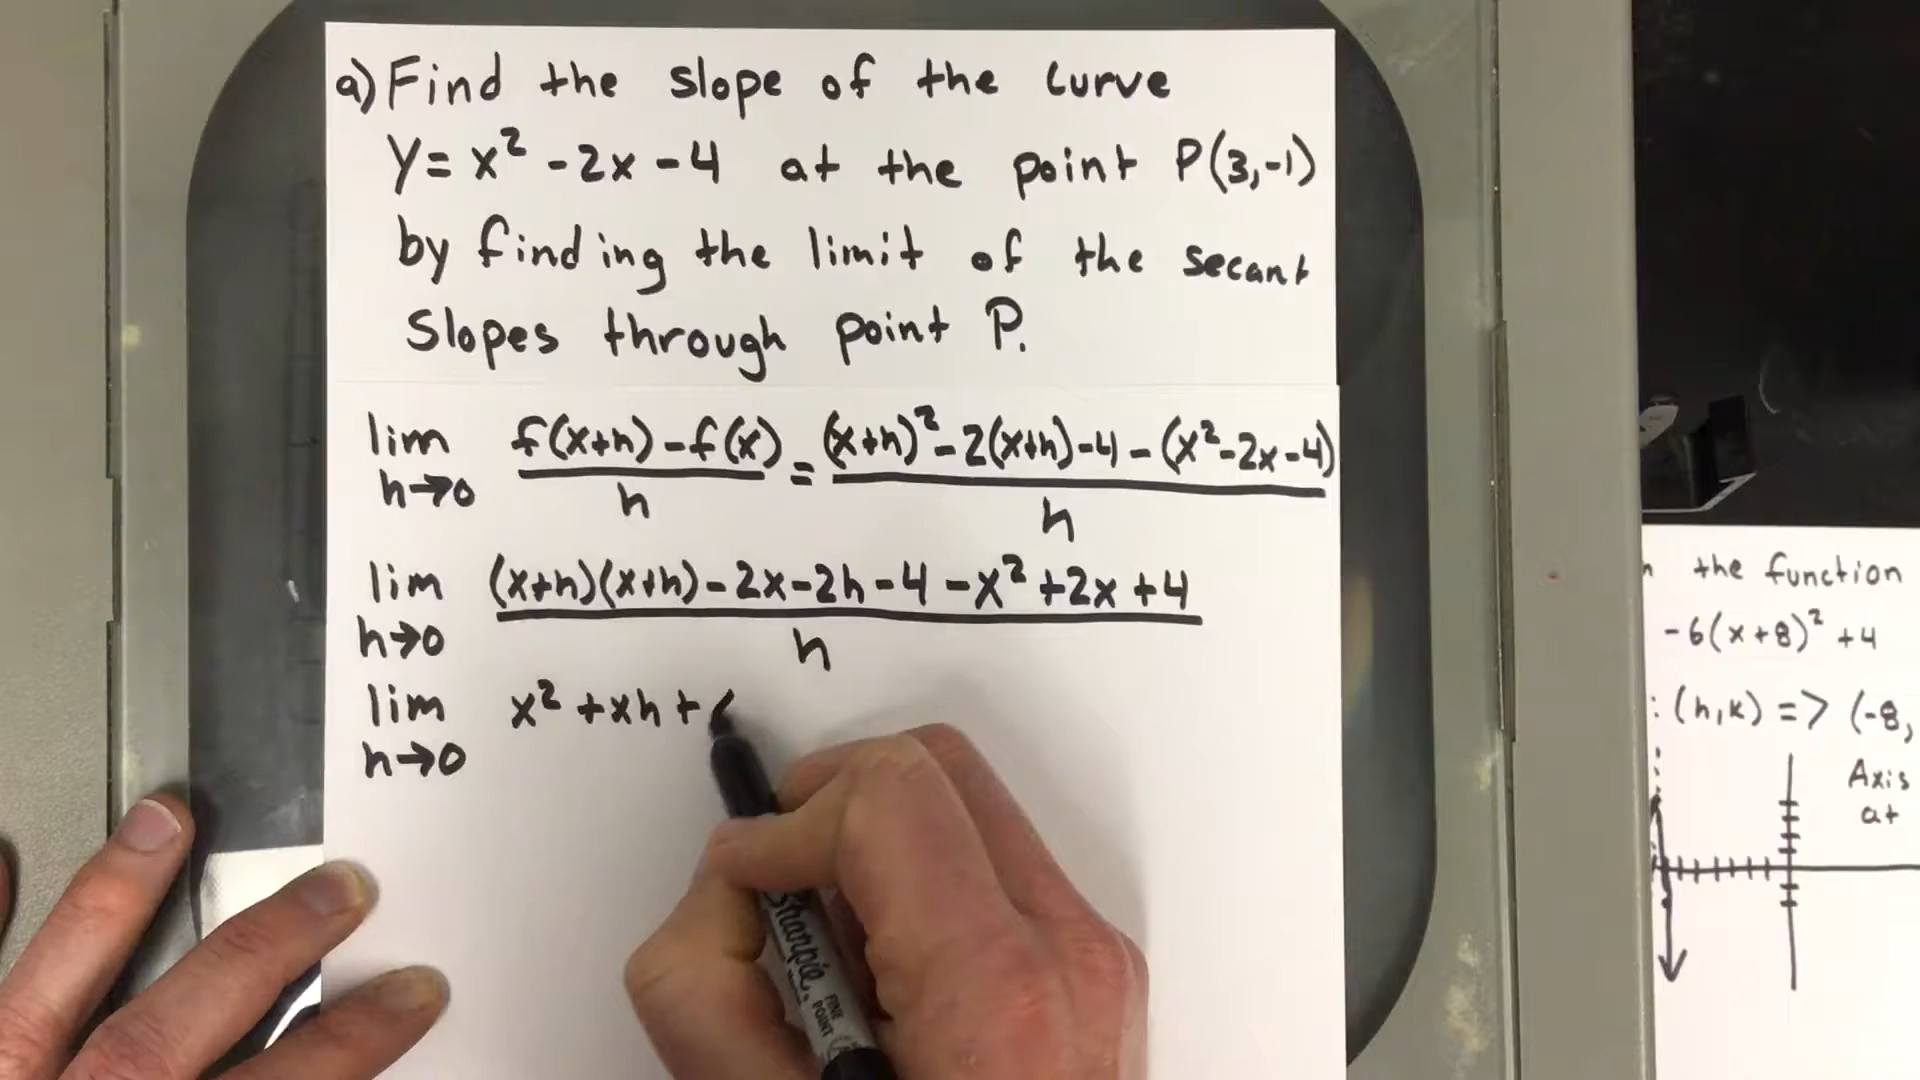 a) Find the slope of the curve
y = x² - 2x - 4 at the point P(3,-1)
by finding the limit of the secant
slopes through point P.
lim h→0 f(x+h) - f(x) / h = (x+h)² - 2(x+h) - 4 - (x² - 2x - 4) / h
lim h→0 (x+h)(x+h) - 2x - 2h - 4 - x² + 2x + 4 / h
lim h→0 x² + xh +
Sharpie.
FINE
POINT
the function
-6(x+8)² + 4
: (h,k) => (-8,
Axis
at